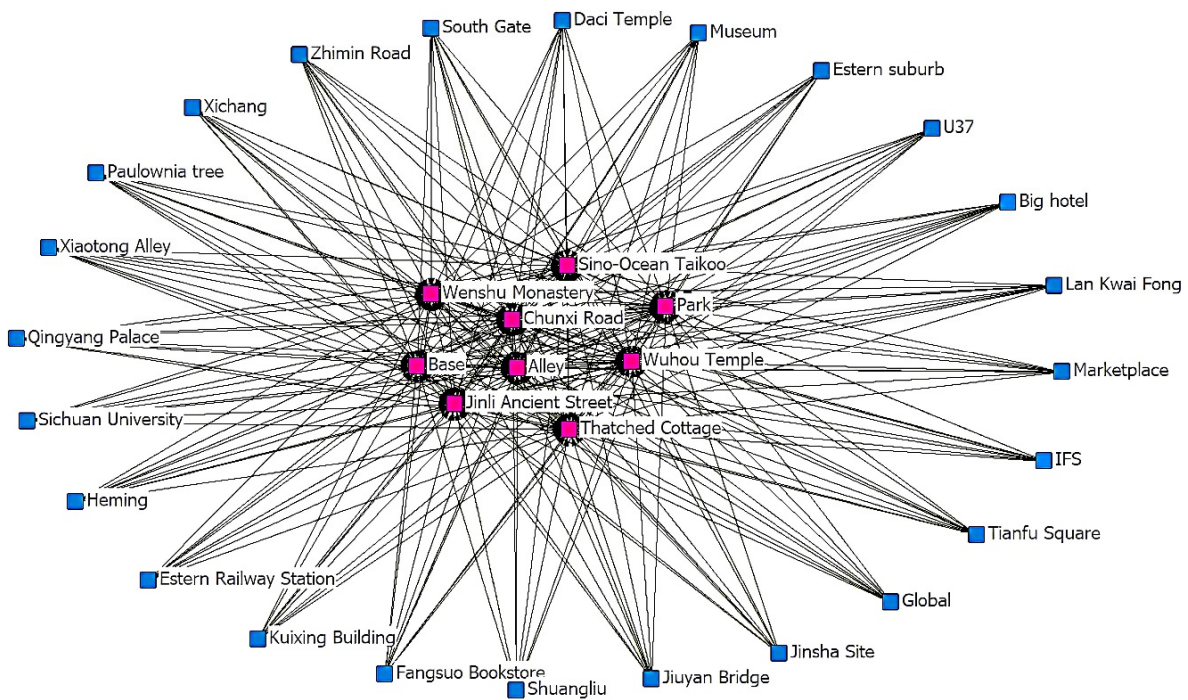 Daci Temple
South Gate
Museum
Zhimin Road
Estern suburb
Xichang
U37
Paulownia tree
Big hotel
Xiaotong Alley
Sino-Ocean Taikoo
Lan Kwai Fong
Wenshu Monastery
Park
Chunxi Road
Qingyang Palace
Wuhou Temple
Base
Alley
Marketplace
Jinli Ancient Street
Sichuan University
Thatched Cottage
IFS
Heming
Tianfu Square
Estern Railway Station
Global
Kuixing Building
Jinsha Site
Fangsuo Bookstore
Jiuyan Bridge
Shuangliu